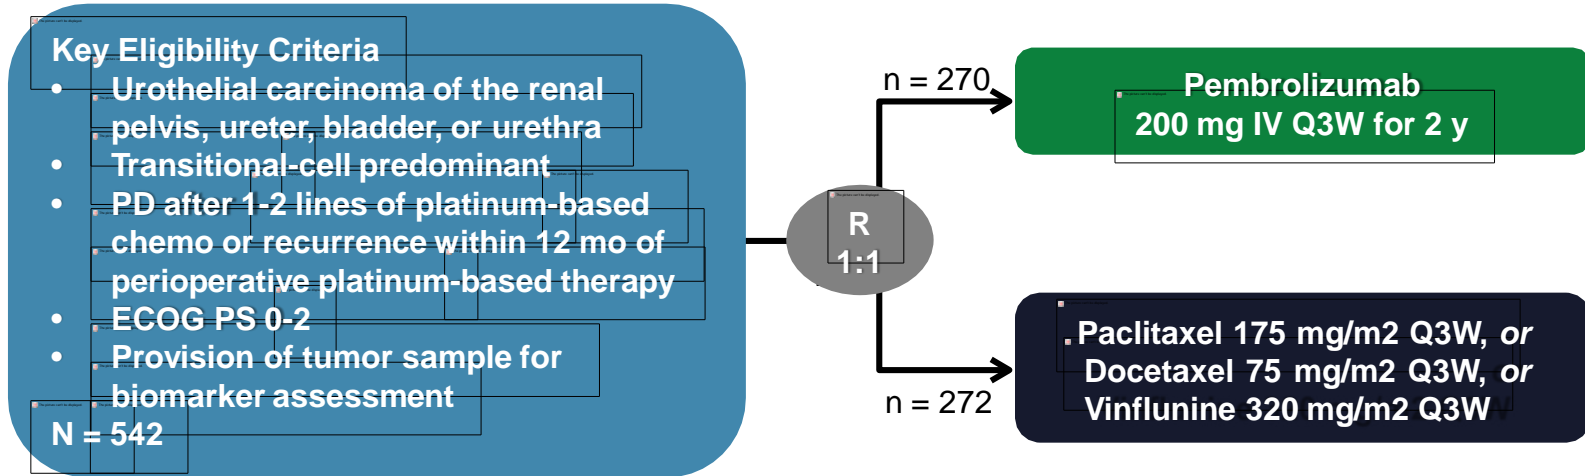 Key Eligibility Criteria
• Urothelial carcinoma of the renal
pelvis, ureter, bladder, or urethra
• Transitional-cell predominant
• PD after 1-2 lines of platinum-based
chemo or recurrence within 12 mo of
perioperative platinum-based therapy
• ECOG PS 0-2
• Provision of tumor sample for
biomarker assessment
N = 542
R
1:1
n = 270
Pembrolizumab
200 mg IV Q3W for 2 y
n = 272
Paclitaxel 175 mg/m2 Q3W, or
Docetaxel 75 mg/m2 Q3W, or
Vinflunine 320 mg/m2 Q3W